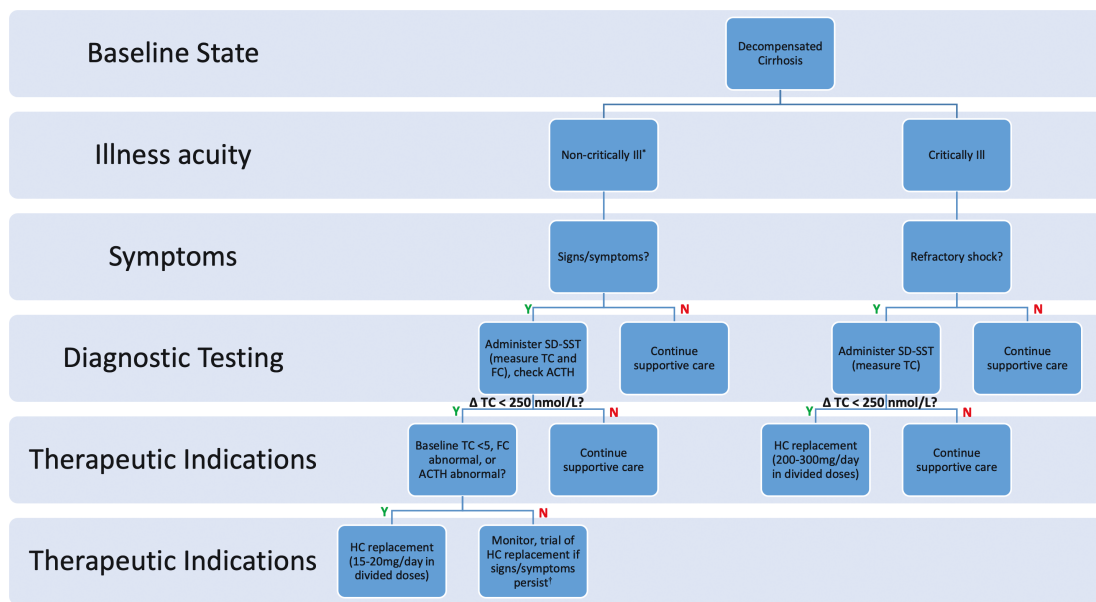 Baseline State
Decompensated
Cirrhosis
Illness acuity
Non-critically Ill*
Critically Ill
Symptoms
Signs/symptoms?
Refractory shock?
Y
N
Y
N
Diagnostic Testing
Administer SD-SST
(measure TC and
FC), check ACTH
Continue
supportive care
Administer SD-SST
(measure TC)
Continue
supportive care
Δ TC < 250 nmol/L?
Δ TC < 250 nmol/L?
Y
N
Y
N
Therapeutic Indications
Baseline TC <5, FC
abnormal, or
ACTH abnormal?
Continue
supportive care
HC replacement
(200-300mg/day
in divided doses)
Continue
supportive care
Y
N
Therapeutic Indications
HC replacement
(15-20mg/day in
divided doses)
Monitor, trial of
HC replacement if
signs/symptoms
persist†